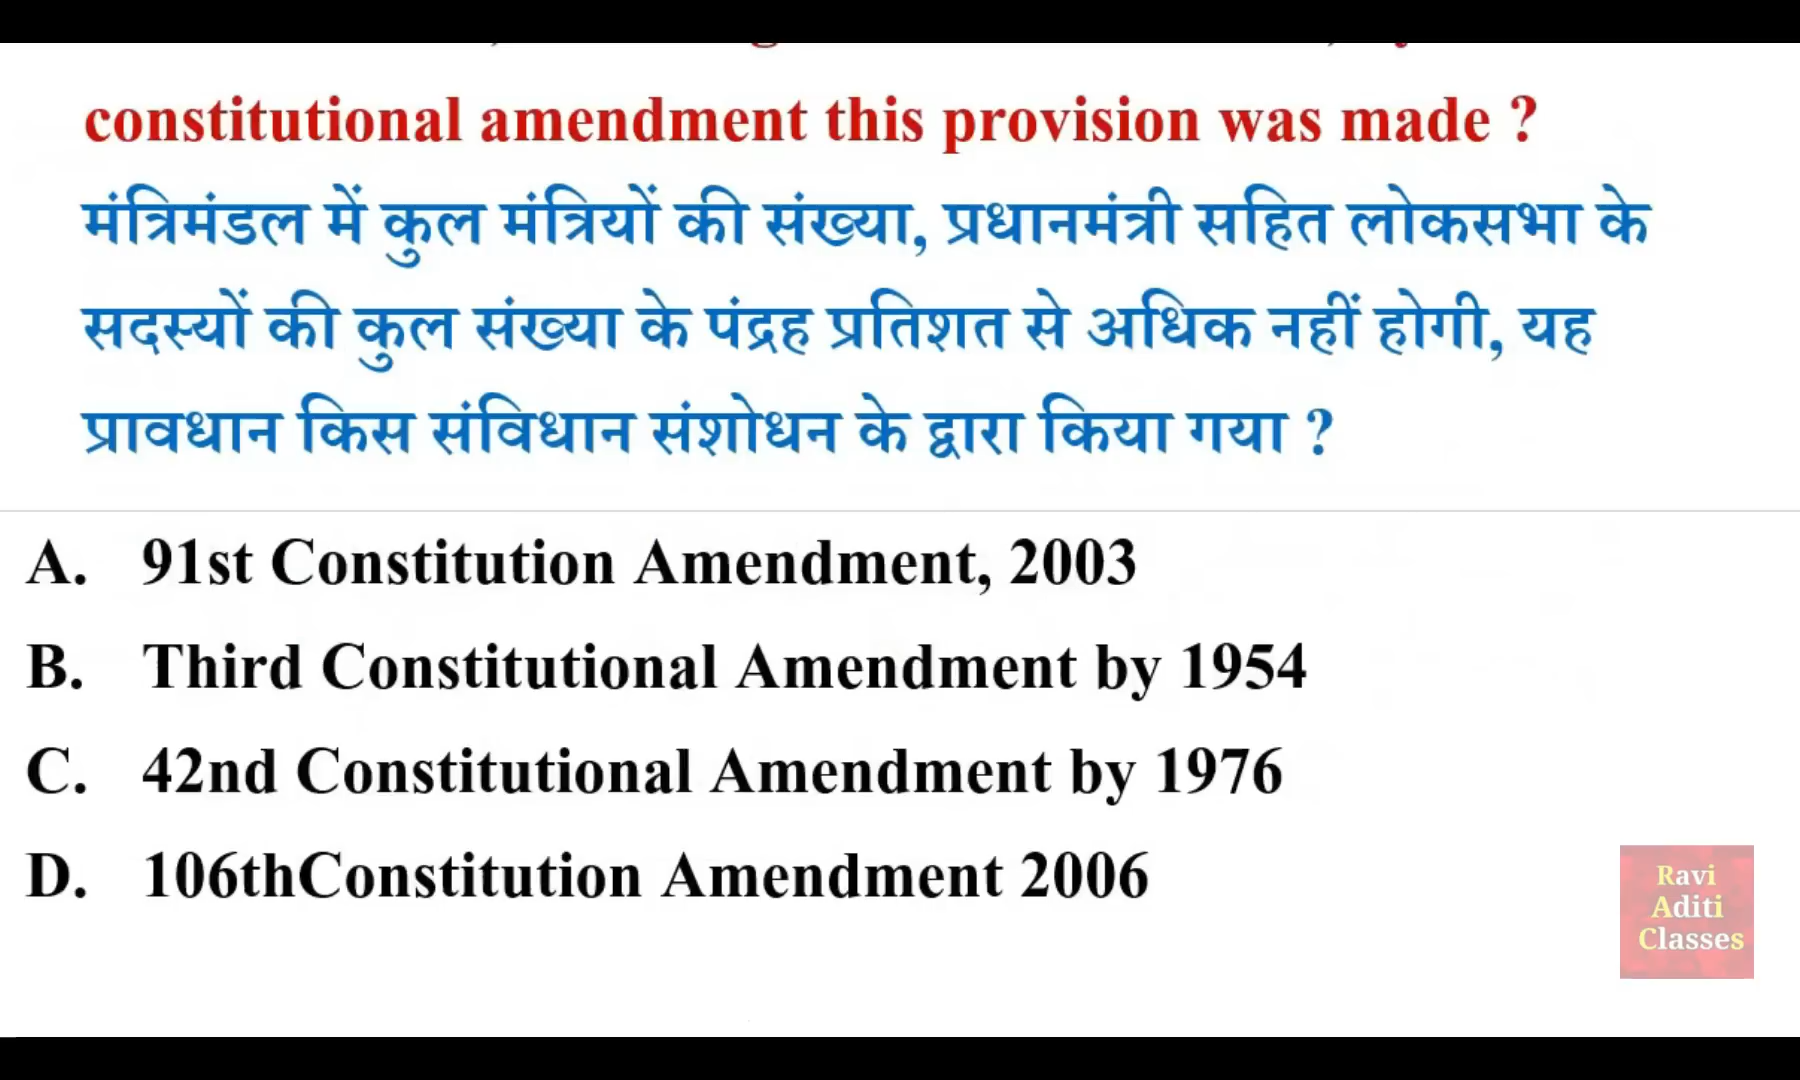 constitutional amendment this provision was made ?
मंत्रिमंडल में कुल मंत्रियों की संख्या, प्रधानमंत्री सहित लोकसभा के
सदस्यों की कुल संख्या के पंद्रह प्रतिशत से अधिक नहीं होगी, यह
प्रावधान किस संविधान संशोधन के द्वारा किया गया ?
A. 91st Constitution Amendment, 2003
B. Third Constitutional Amendment by 1954
C. 42nd Constitutional Amendment by 1976
D. 106thConstitution Amendment 2006
Ravi
Aditi
Classes